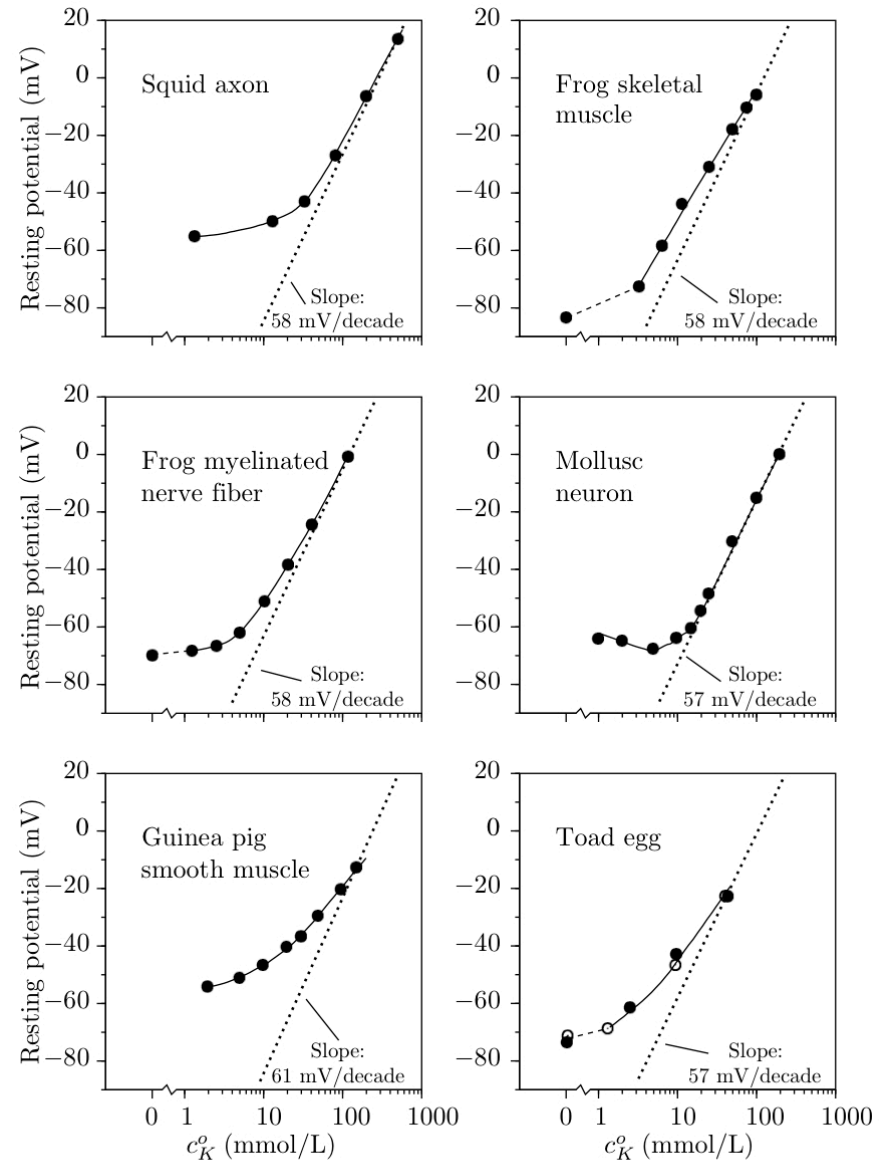 Resting potential (mV)
20
0
−20
−40
−60
−80
Squid axon
Slope:
58 mV/decade
20
0
−20
−40
−60
−80
Frog skeletal
muscle
Slope:
58 mV/decade
Resting potential (mV)
20
0
−20
−40
−60
−80
Frog myelinated
nerve fiber
Slope:
58 mV/decade
20
0
−20
−40
−60
−80
Mollusc
neuron
Slope:
57 mV/decade
Resting potential (mV)
20
0
−20
−40
−60
−80
Guinea pig
smooth muscle
Slope:
61 mV/decade
0 1 10 100 1000
c_K^o (mmol/L)
20
0
−20
−40
−60
−80
Toad egg
Slope:
57 mV/decade
0 1 10 100 1000
c_K^o (mmol/L)